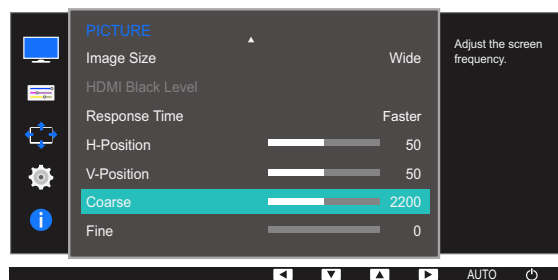 PICTURE
Image Size Wide
HDMI Black Level
Response Time Faster
H-Position 50
V-Position 50
Coarse 2200
Fine 0
Adjust the screen
frequency.
AUTO